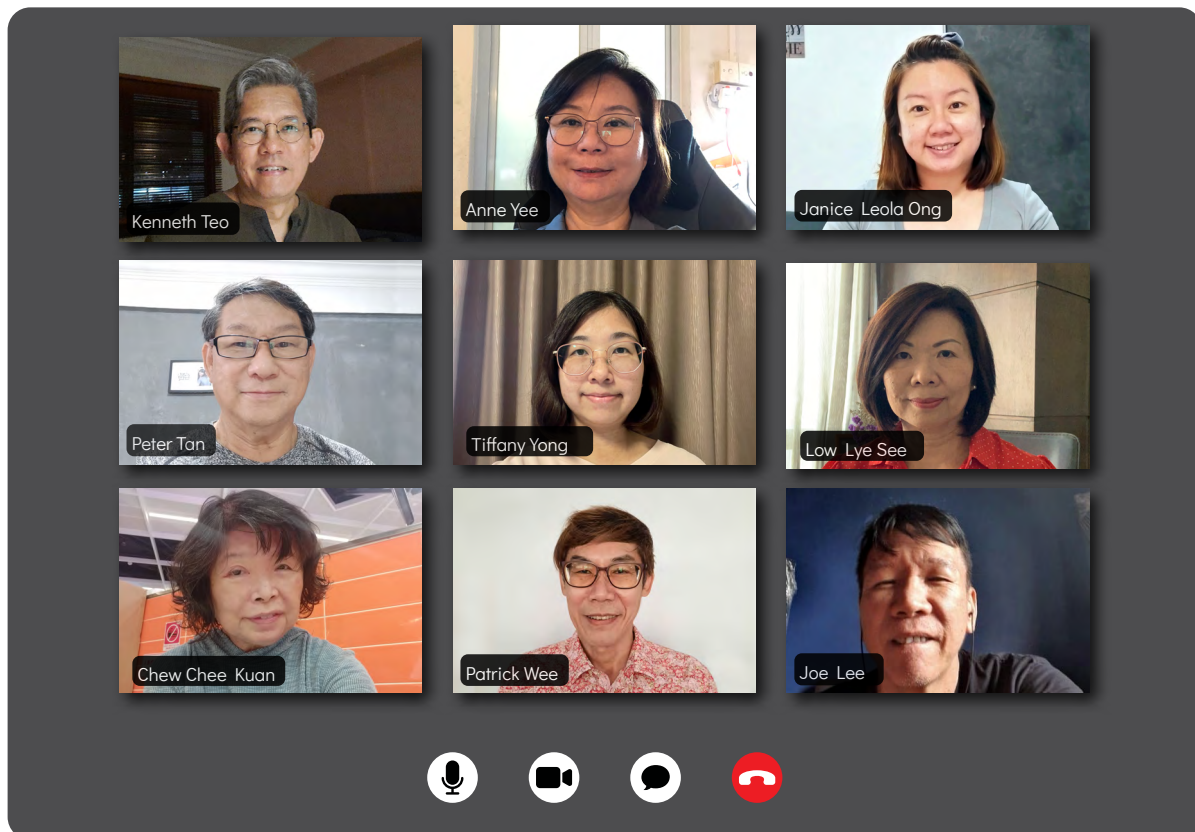 Kenneth Teo
Anne Yee
Janice Leola Ong
Peter Tan
Tiffany Yong
Low Lye See
Chew Chee Kuan
Patrick Wee
Joe Lee